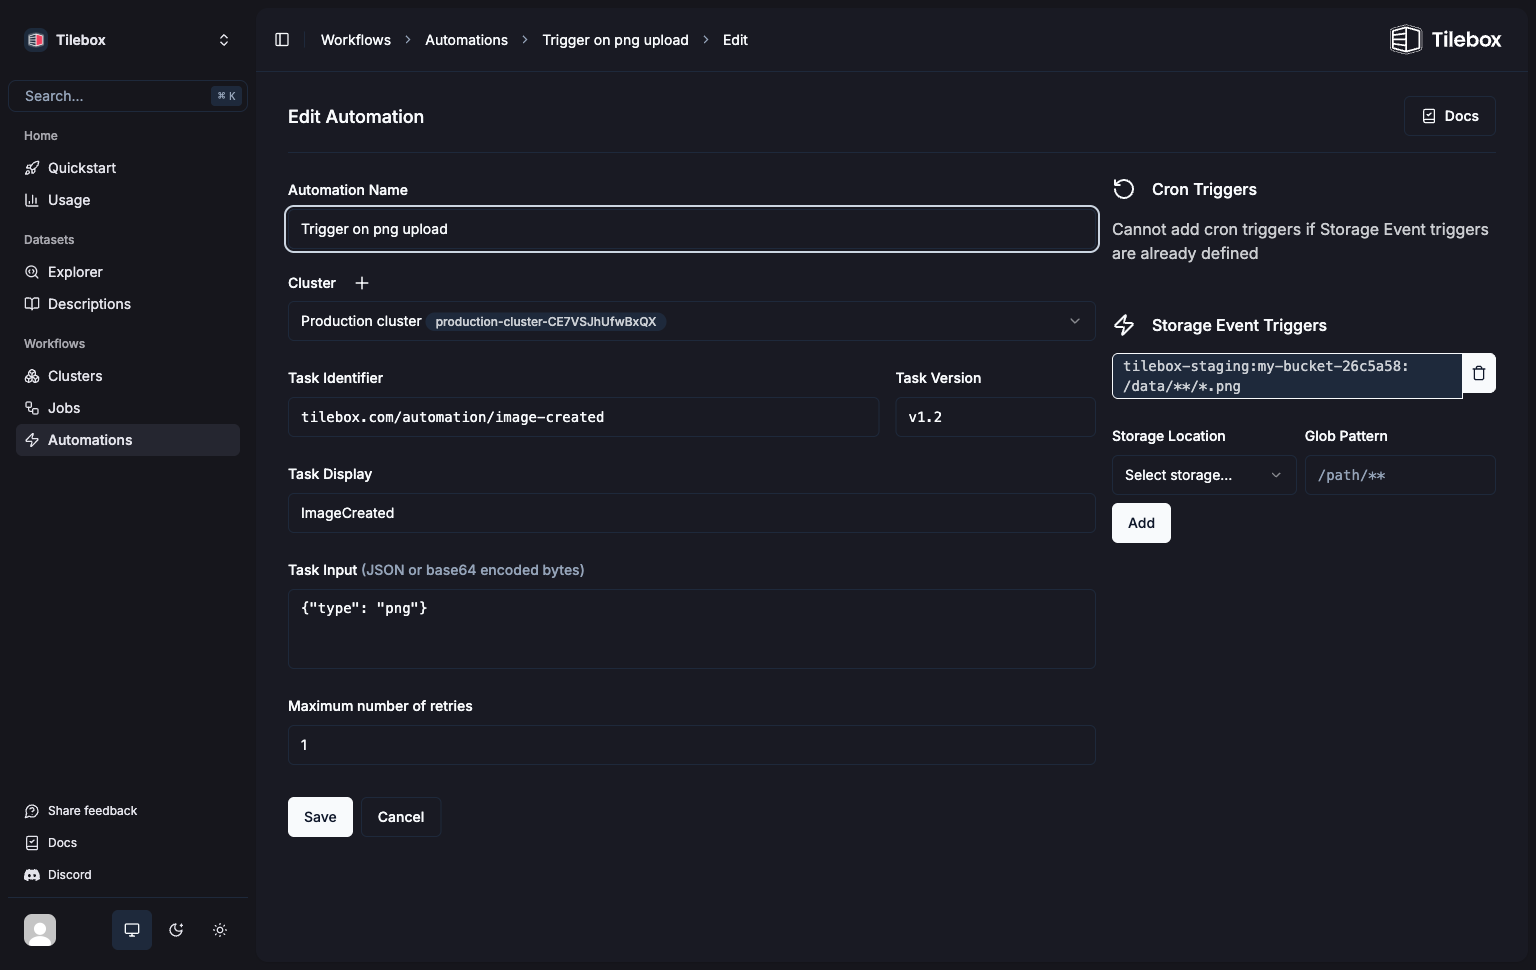 Tilebox
Search...
⌘ K
Home
Quickstart
Usage
Datasets
Explorer
Descriptions
Workflows
Clusters
Jobs
Automations
Share feedback
Docs
Discord
Workflows > Automations > Trigger on png upload > Edit
Tilebox
Edit Automation
Docs
Automation Name
Trigger on png upload
Cluster +
Production cluster production-cluster-CE7VSJhUfwBxQX
Task Identifier
Task Version
tilebox.com/automation/image-created
v1.2
Task Display
ImageCreated
Task Input (JSON or base64 encoded bytes)
{"type": "png"}
Maximum number of retries
1
Save
Cancel
Cron Triggers
Cannot add cron triggers if Storage Event triggers
are already defined
Storage Event Triggers
tilebox-staging:my-bucket-26c5a58:
/data/**/*.png
Storage Location
Glob Pattern
Select storage...
/path/**
Add